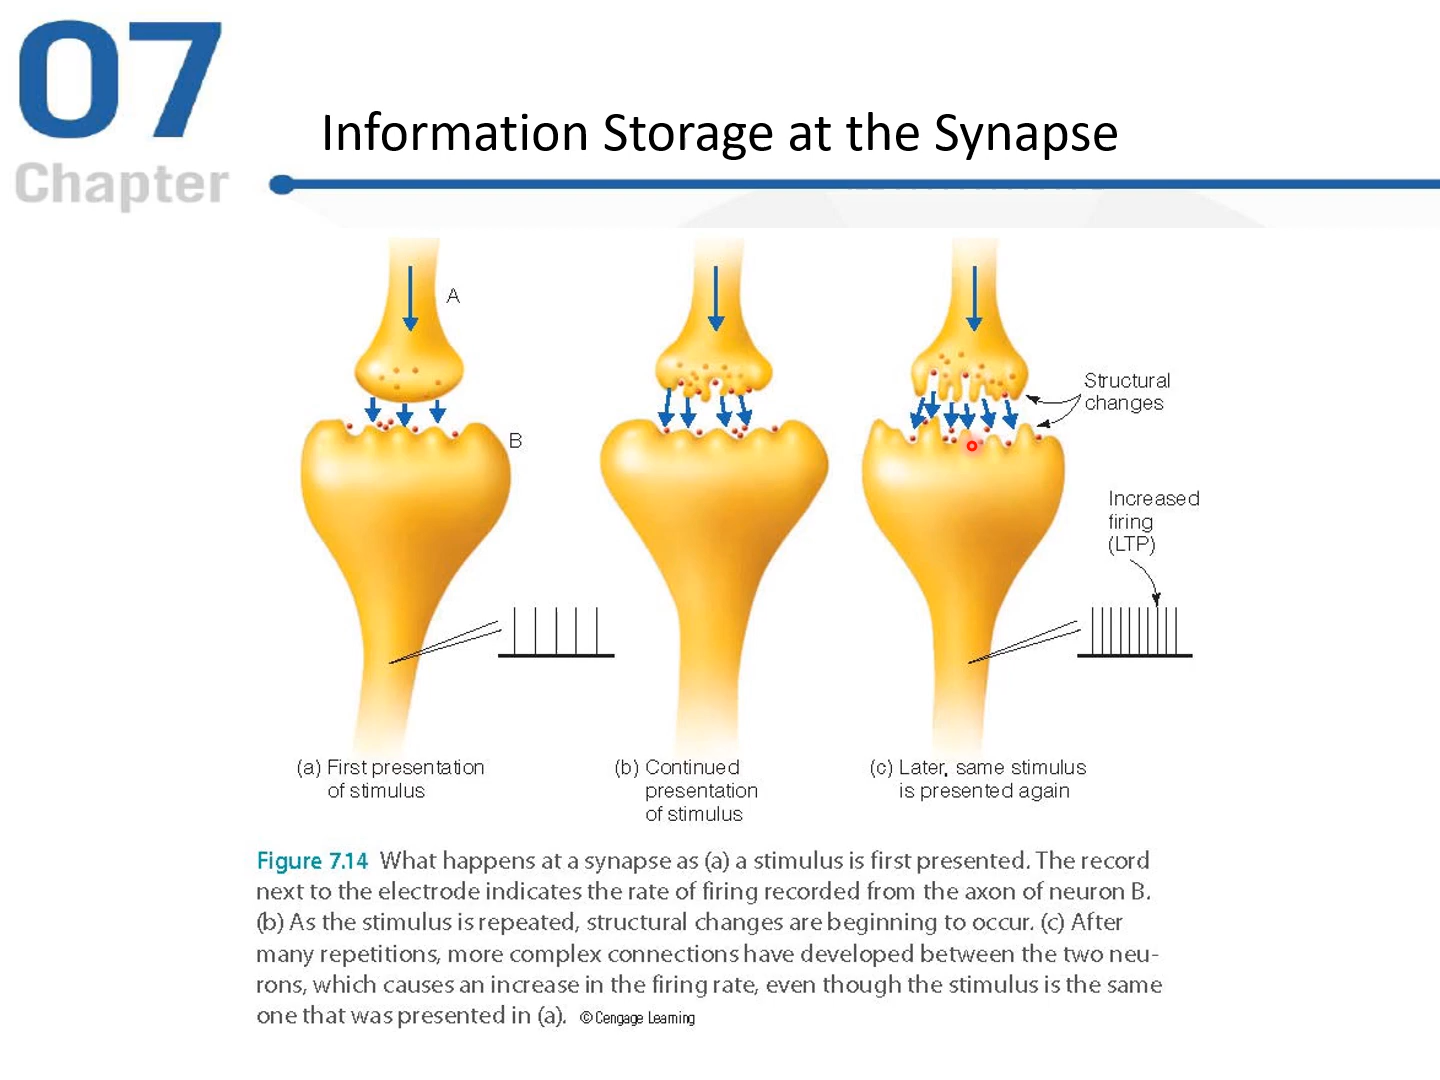 07
Chapter
Information Storage at the Synapse
A
B
Structural
changes
Increased
firing
(LTP)
(a) First presentation
of stimulus
(b) Continued
presentation
of stimulus
(c) Later, same stimulus
is presented again
Figure 7.14 What happens at a synapse as (a) a stimulus is first presented. The record
next to the electrode indicates the rate of firing recorded from the axon of neuron B.
(b) As the stimulus is repeated, structural changes are beginning to occur. (c) After
many repetitions, more complex connections have developed between the two neu-
rons, which causes an increase in the firing rate, even though the stimulus is the same
one that was presented in (a). © Cengage Learning